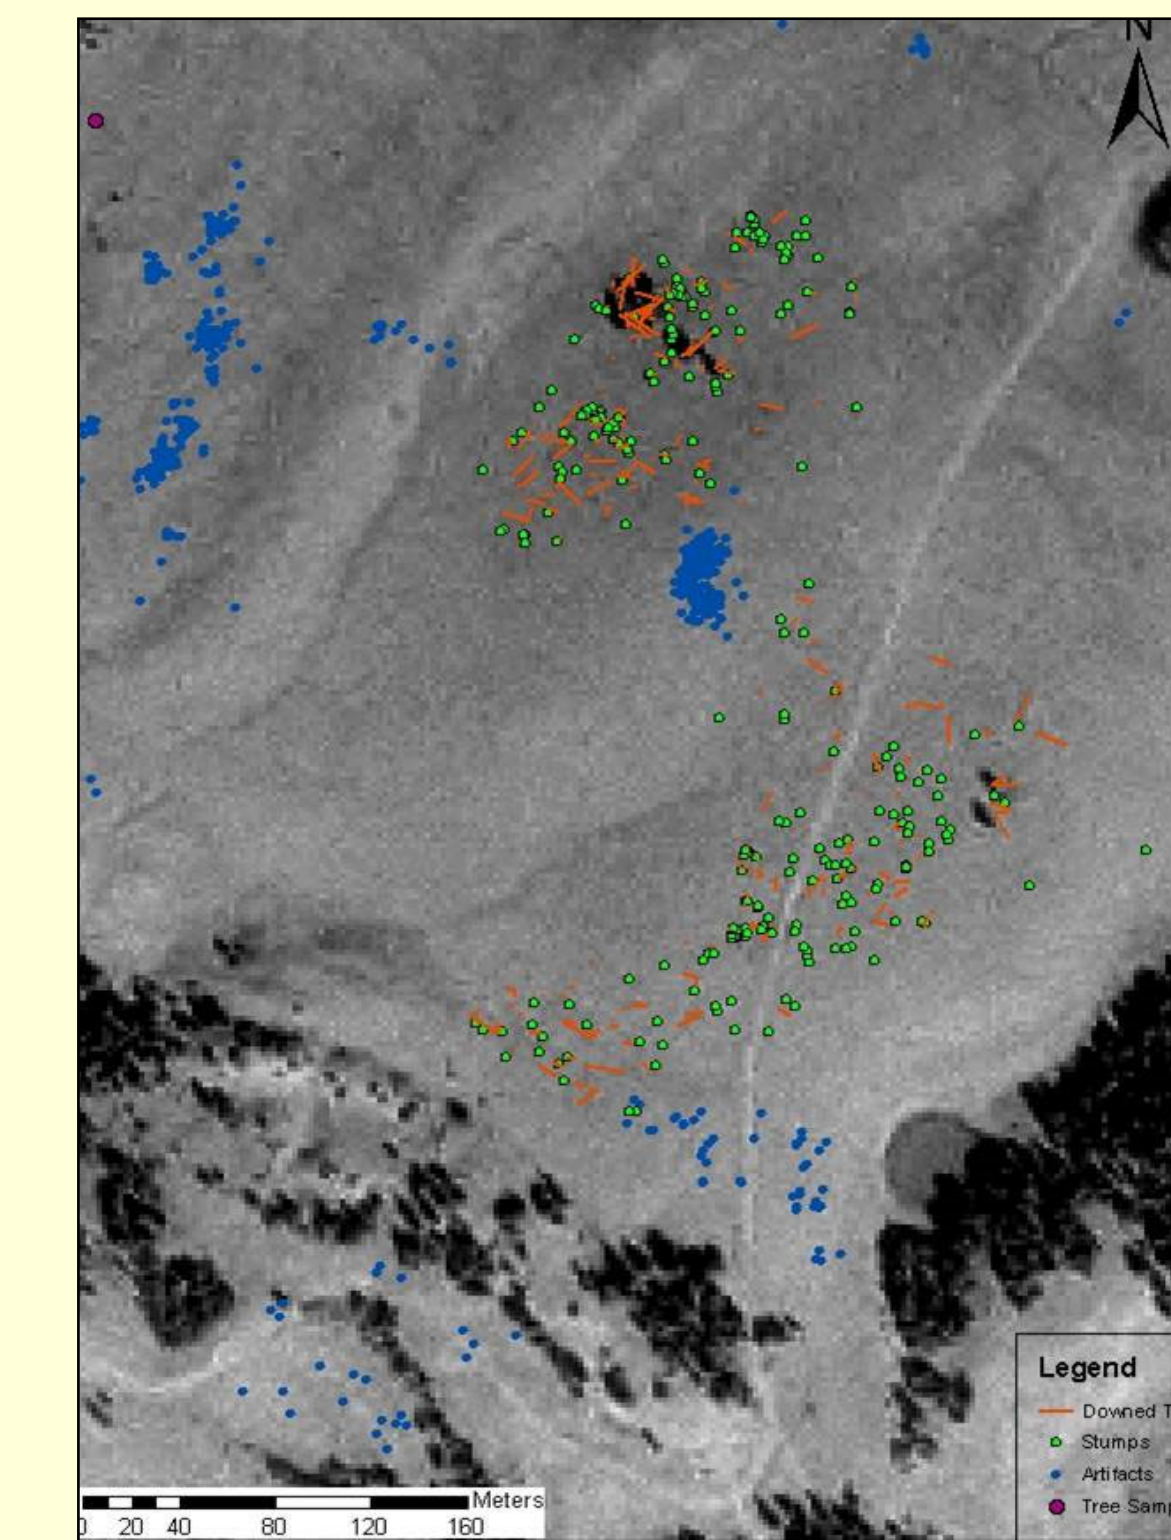 N
Legend
Downed T
Stumps
Artifacts
Tree Samp
Meters
0 20 40 80 120 160